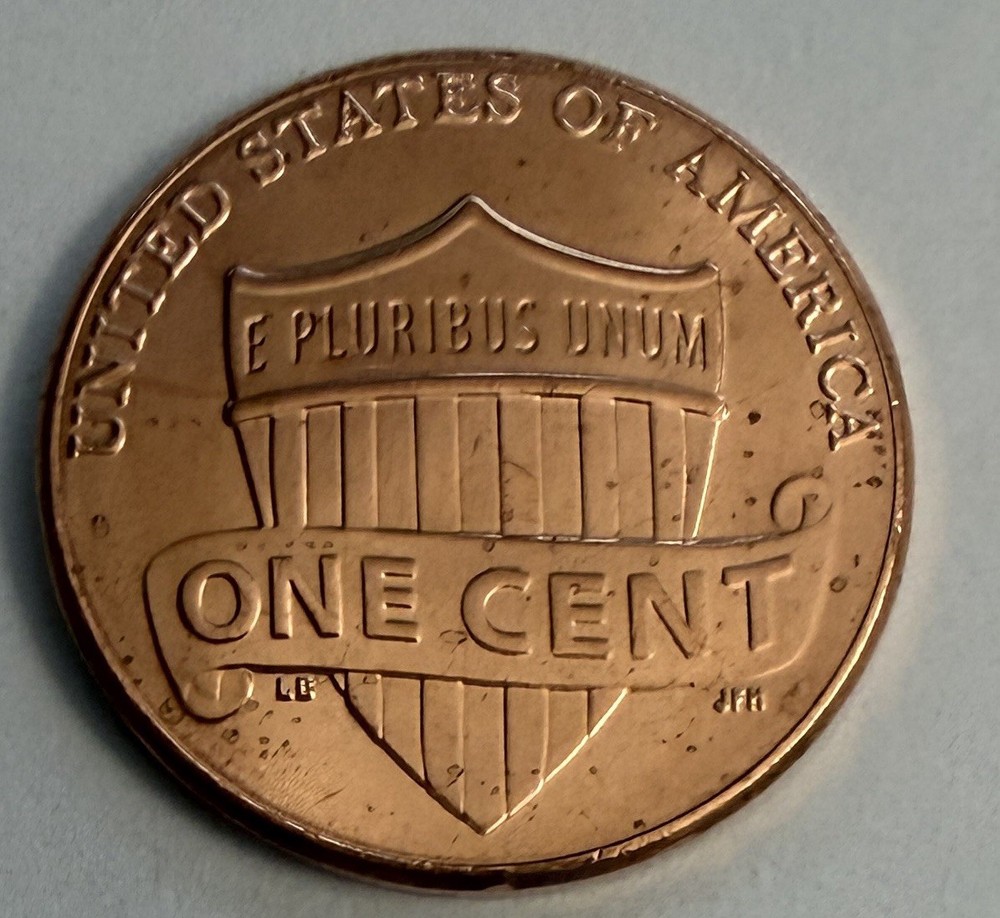 UNITED STATES OF AMERICA
E PLURIBUS UNUM
ONE CENT
LB
JFM